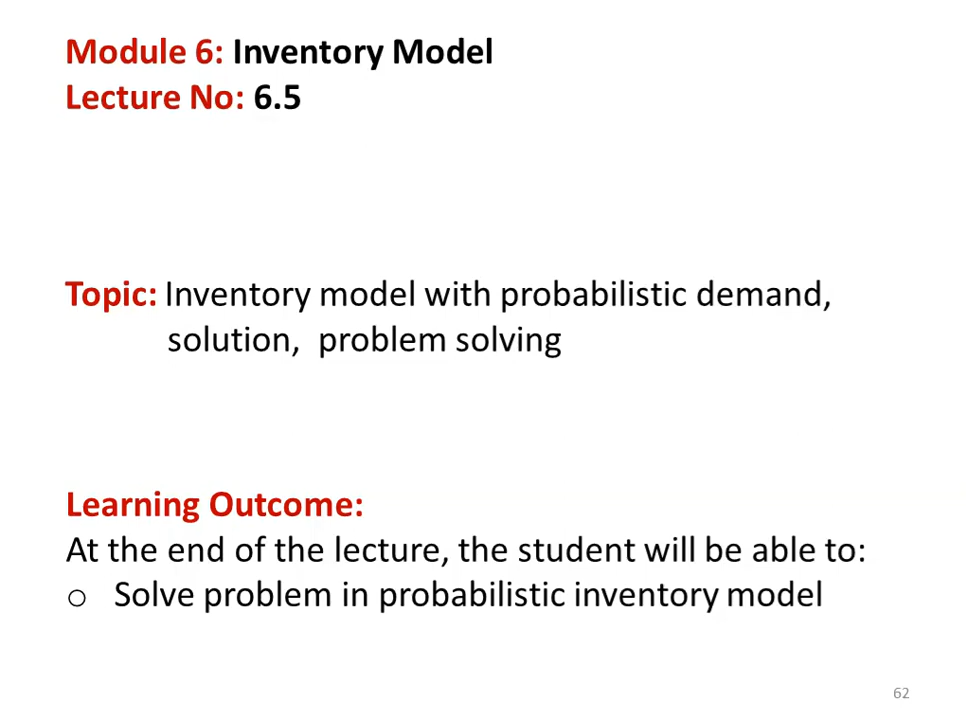 Module 6: Inventory Model
Lecture No: 6.5
Topic: Inventory model with probabilistic demand,
solution, problem solving
Learning Outcome:
At the end of the lecture, the student will be able to:
o Solve problem in probabilistic inventory model
62